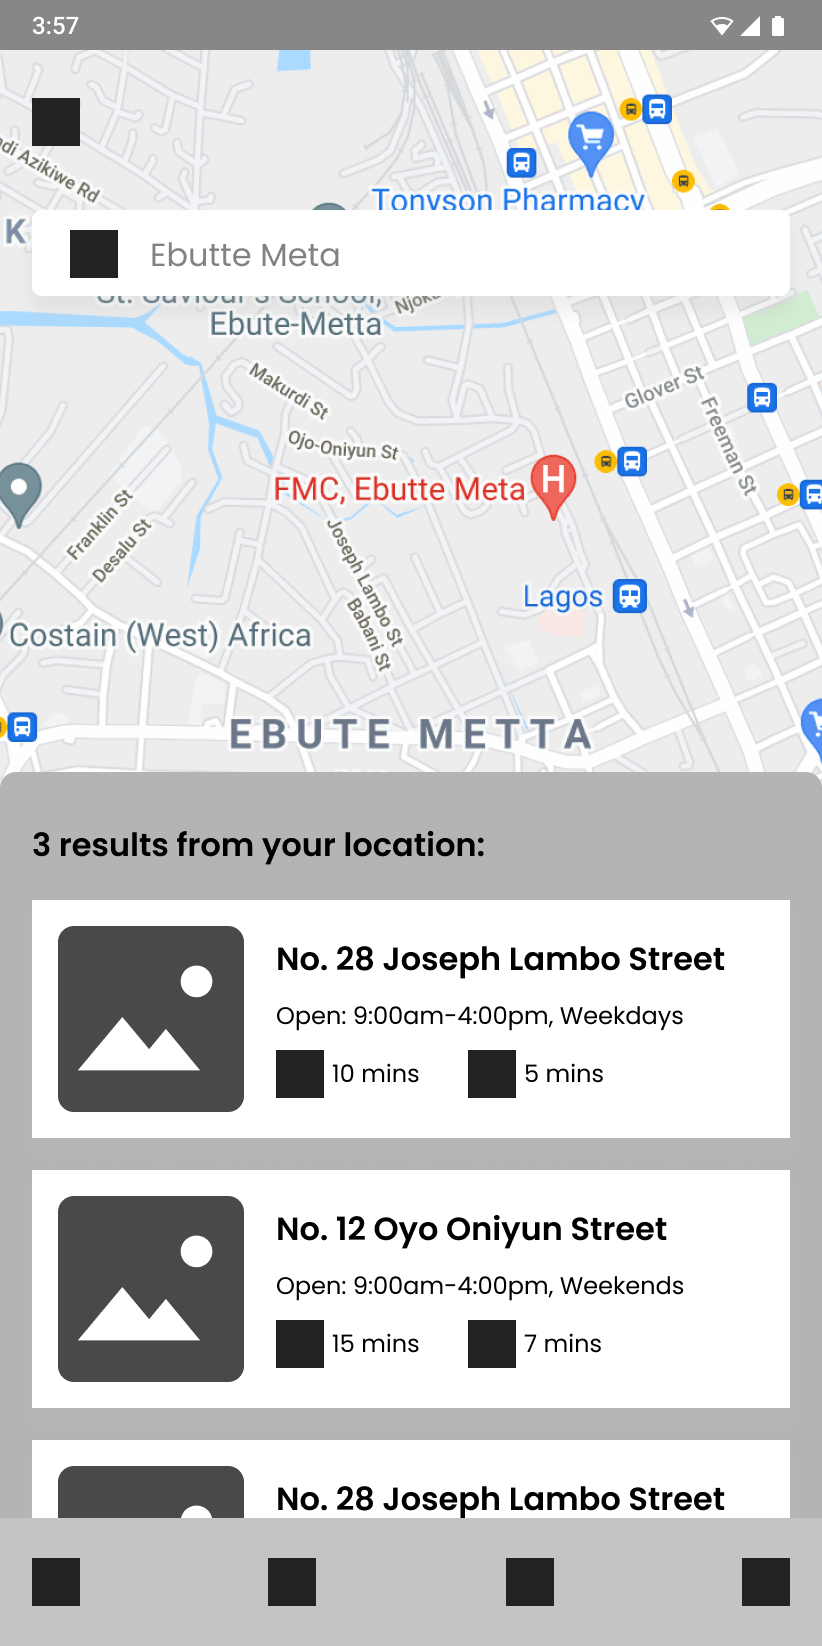 3:57
di Azikiwe Rd
Tonyson Pharmacy
K
Ebutte Meta
St. Saviour's School,
Ebute-Metta
Makurdi St
Glover St
Freeman St
Ojo-Oniyun St
FMC, Ebutte Meta
H
Franklin St
Desalu St
Joseph Lambo St
Babani St
Lagos
Costain (West) Africa
EBUTE METTA
3 results from your location:
No. 28 Joseph Lambo Street
Open: 9:00am-4:00pm, Weekdays
10 mins
5 mins
No. 12 Oyo Oniyun Street
Open: 9:00am-4:00pm, Weekends
15 mins
7 mins
No. 28 Joseph Lambo Street